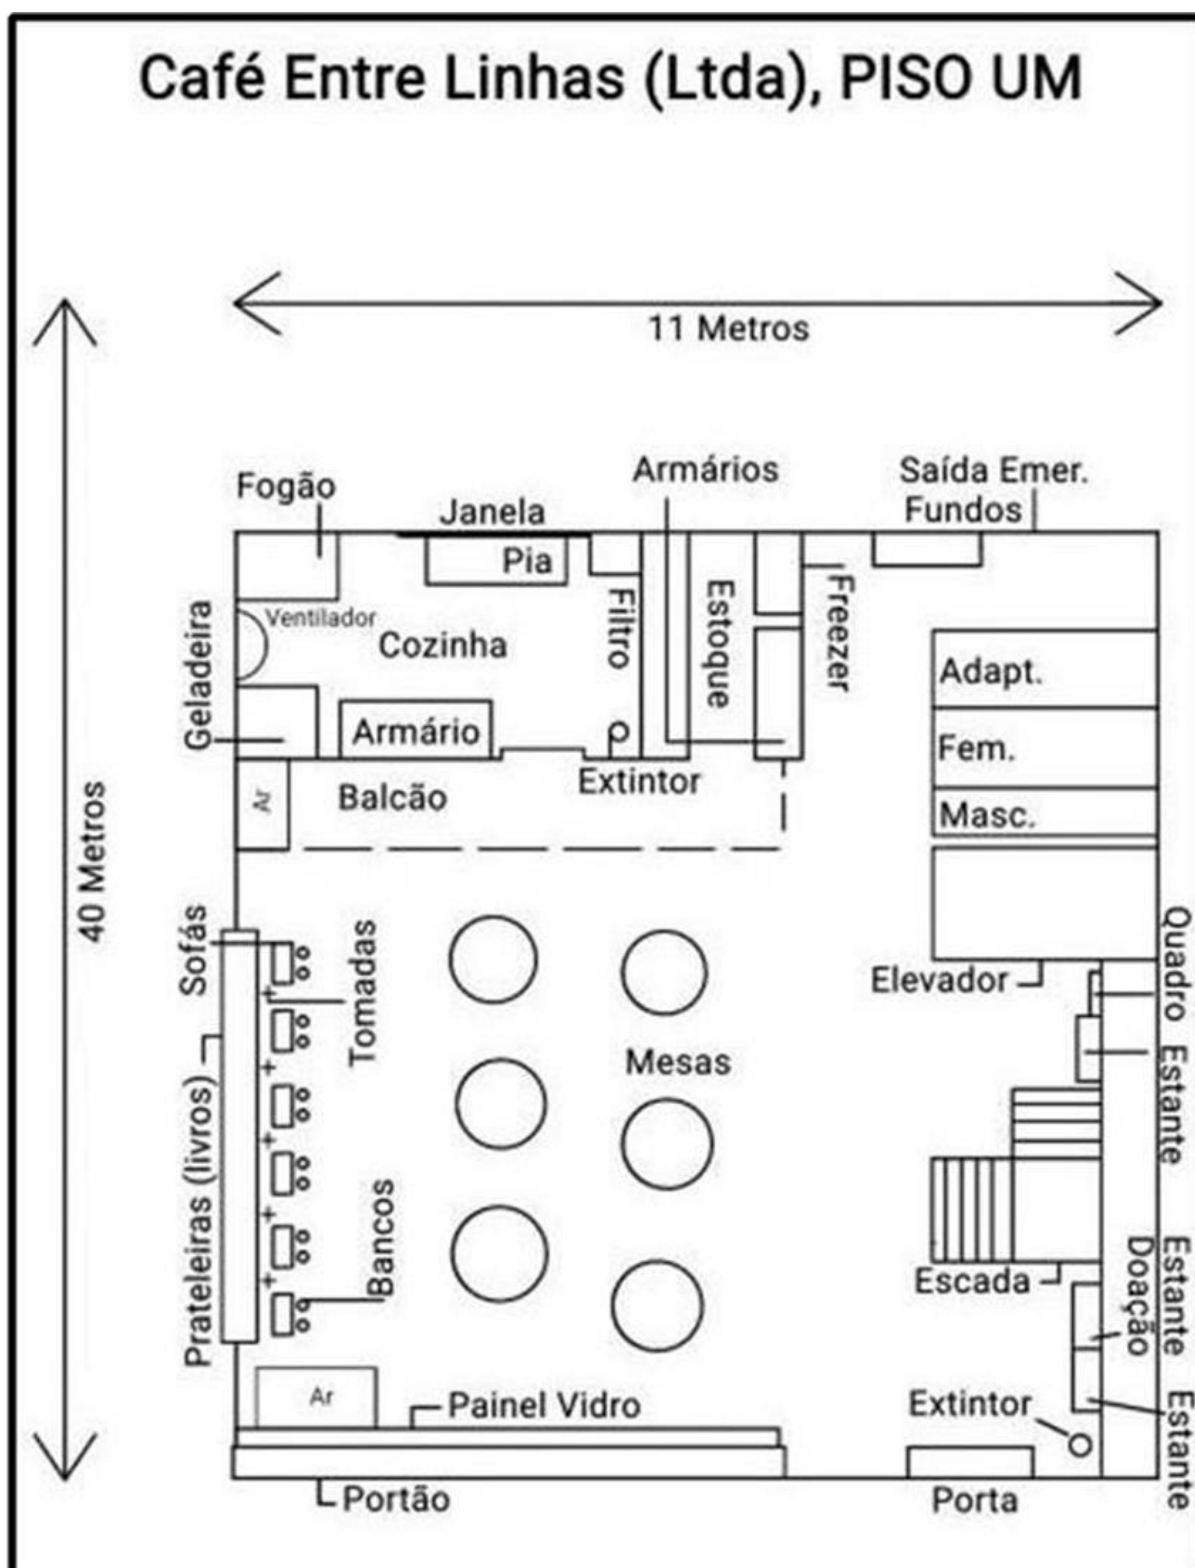 Café Entre Linhas (Ltda), PISO UM
11 Metros
40 Metros
Fogão
Janela
Armários
Saída Emer.
Fundos
Pia
Geladeira
Ventilador
Cozinha
Filtro
Estoque
Freezer
Armário
Adapt.
Fem.
Masc.
Ar
Balcão
Extintor
Sofás
Tomadas
Elevador
Quadro
Prateleiras (livros)
Mesas
Estante
Bancos
Escada
Estante
Doação
Ar
Painel Vidro
Extintor
Estante
Portão
Porta